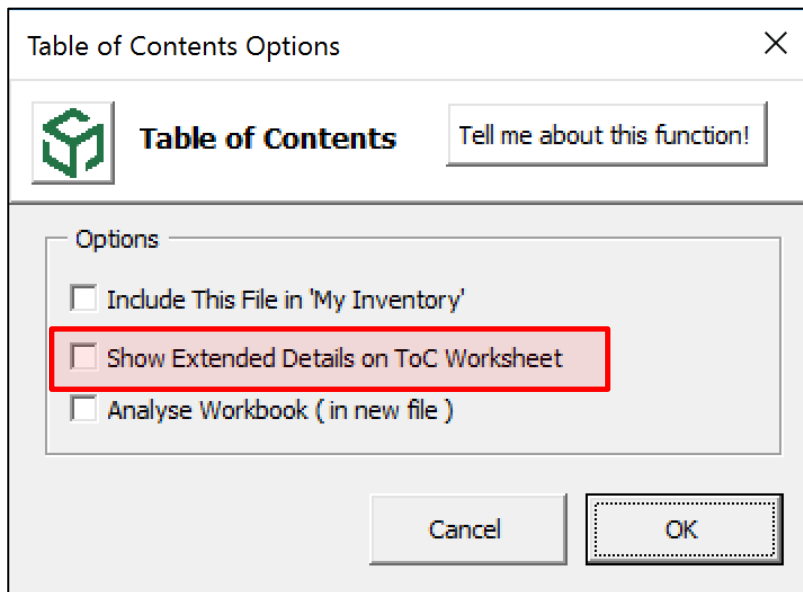 Table of Contents Options
Table of Contents
Tell me about this function!
Options
Include This File in 'My Inventory'
Show Extended Details on ToC Worksheet
Analyse Workbook ( in new file )
Cancel
OK